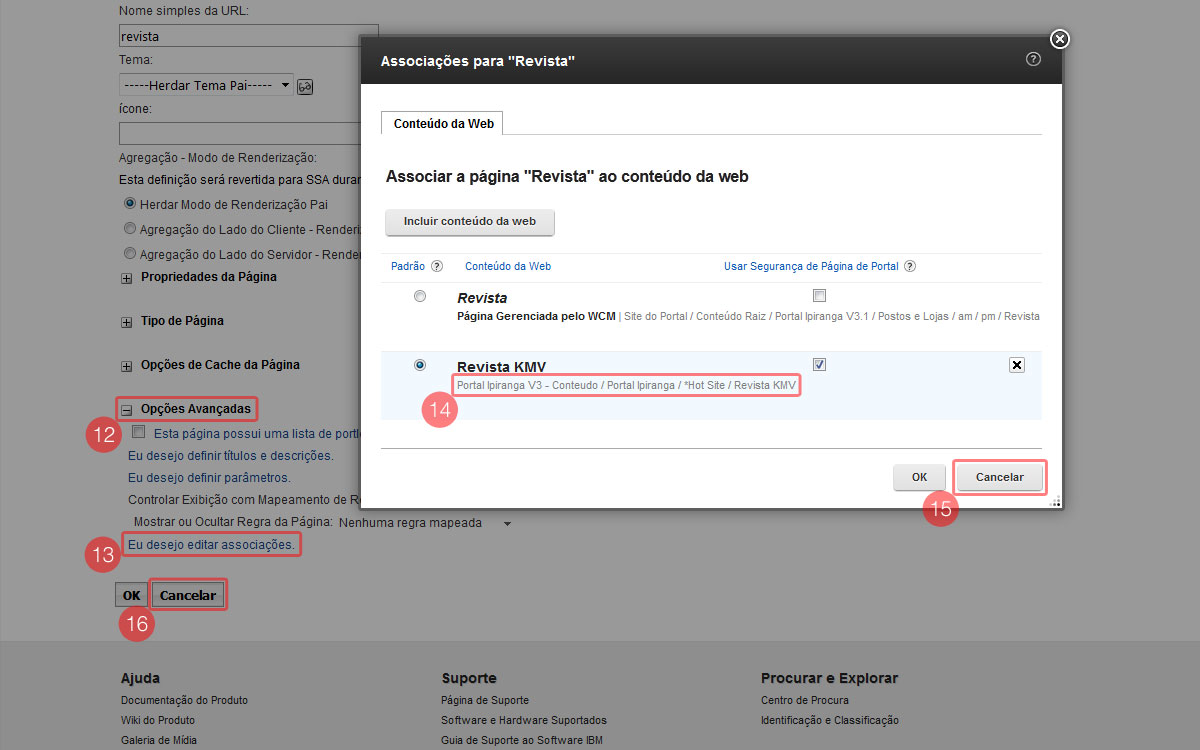 Nome simples da URL:
revista
Tema:
-----Herdar Tema Pai-----
ícone:
Agregação - Modo de Renderização:
Esta definição será revertida para SSA
Herdar Modo de Renderização Pai
Agregação do Lado do Cliente -
Agregação do Lado do Servidor -
Propriedades da Página
Tipo de Página
Opções de Cache da Página
Opções Avançadas
12
Esta página possui uma lista de
Eu desejo definir títulos e descrições.
Eu desejo definir parâmetros.
Controlar Exibição com Mapeamento de
Mostrar ou Ocultar Regra da Página: Nenhuma regra mapeada
13
Eu desejo editar associações.
OK Cancelar
16
Associações para "Revista"
?
Conteúdo da Web
Associar a página "Revista" ao conteúdo da web
Incluir conteúdo da web
Padrão ? Conteúdo da Web Usar Segurança de Página de Portal ?
Revista
Página Gerenciada pelo WCM | Site do Portal / Conteúdo Raiz / Portal Ipiranga V3.1 / Postos e Lojas / am / pm / Revista
Revista KMV
Portal Ipiranga V3 - Conteudo / Portal Ipiranga / *Hot Site / Revista KMV
14
OK Cancelar
15
Ajuda
Documentação do Produto
Wiki do Produto
Galeria de Mídia
Suporte
Página de Suporte
Software e Hardware Suportados
Guia de Suporte ao Software IBM
Procurar e Explorar
Centro de Procura
Identificação e Classificação